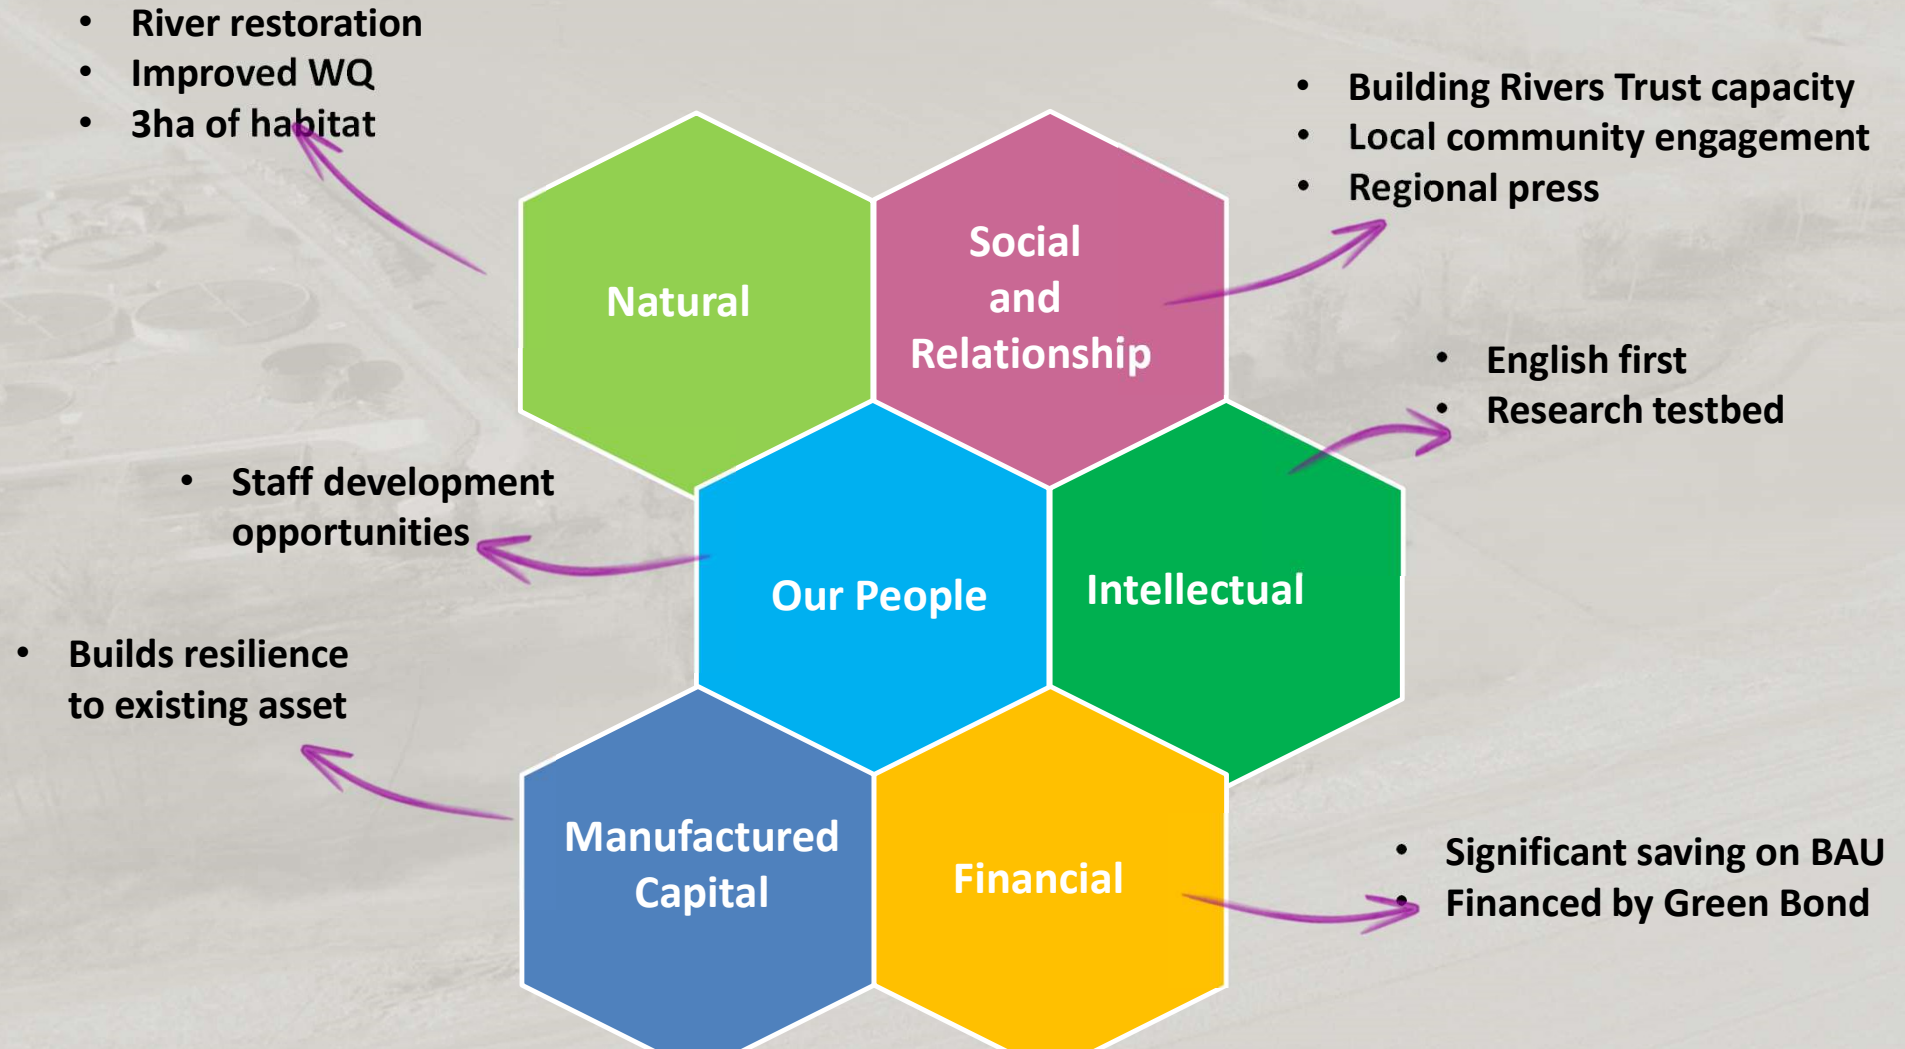 • River restoration
• Improved WQ
• 3ha of habitat
• Building Rivers Trust capacity
• Local community engagement
• Regional press
Natural
Social
and
Relationship
• English first
• Research testbed
• Staff development
opportunities
Our People
Intellectual
• Builds resilience
to existing asset
Manufactured
Capital
Financial
• Significant saving on BAU
• Financed by Green Bond